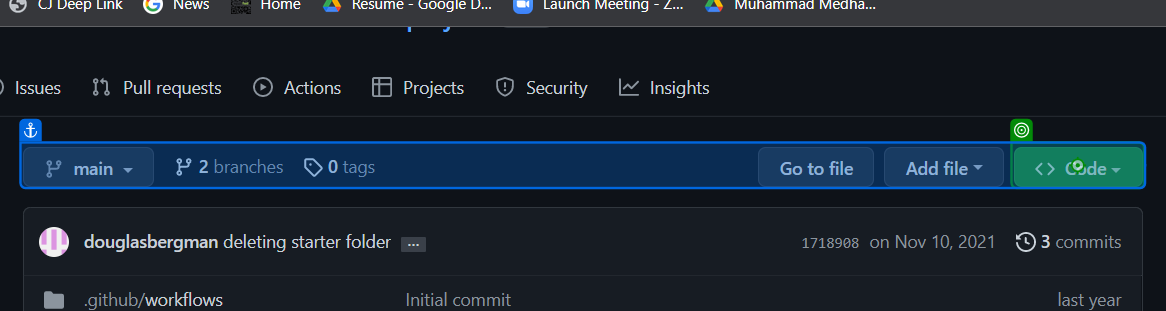 CJ Deep Link News Home Resume - Google D... Launch Meeting - Z... Muhammad Medha...
Issues Pull requests Actions Projects Security Insights
main 2 branches 0 tags Go to file Add file <> Code
douglasbergman deleting starter folder ... 1718908 on Nov 10, 2021 3 commits
.github/workflows Initial commit last year